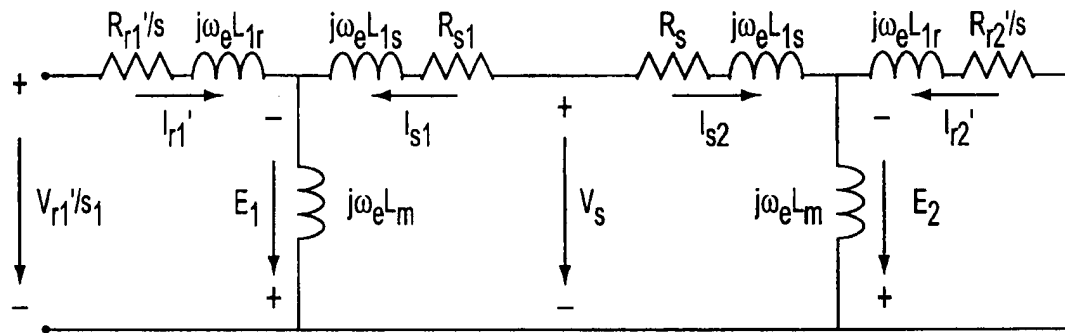 R_r1'/s jω_eL_1r jω_eL_1s R_s1 R_s jω_eL_1s jω_eL_1r R_r2'/s
+ I_r1' − I_s1 + I_s2 − I_r2'
V_r1'/s_1 E_1 jω_eL_m V_s jω_eL_m E_2
− + − +